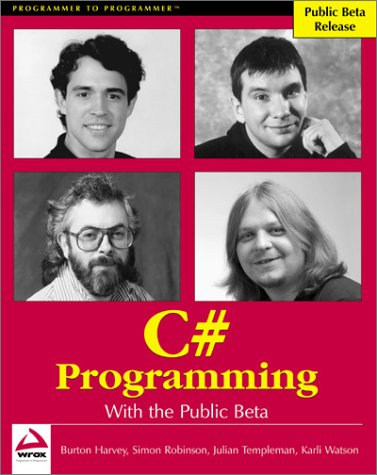 PROGRAMMER TO PROGRAMMER™
Public Beta
Release
C#
Programming
With the Public Beta
Burton Harvey, Simon Robinson, Julian Templeman, Karli Watson
wrox